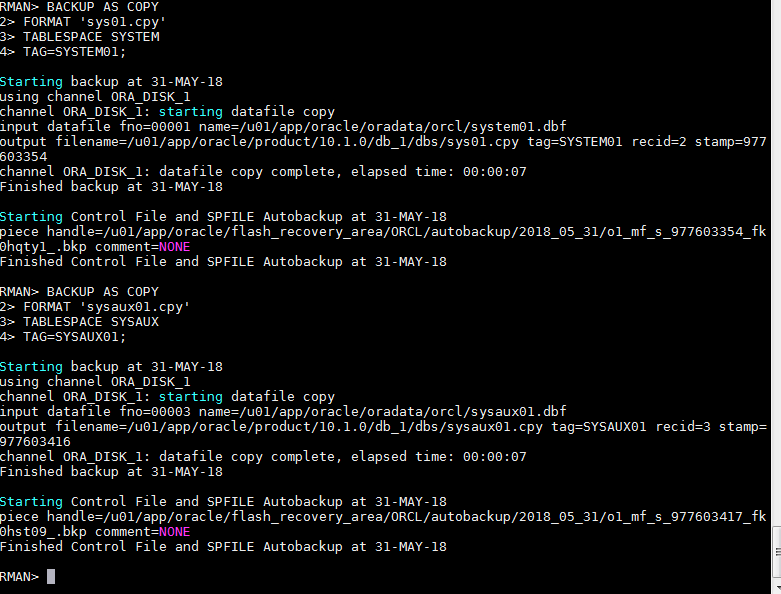 RMAN> BACKUP AS COPY
2> FORMAT 'sys01.cpy'
3> TABLESPACE SYSTEM
4> TAG=SYSTEM01;
Starting backup at 31-MAY-18
using channel ORA_DISK_1
channel ORA_DISK_1: starting datafile copy
input datafile fno=00001 name=/u01/app/oracle/oradata/orcl/system01.dbf
output filename=/u01/app/oracle/product/10.1.0/db_1/dbs/sys01.cpy tag=SYSTEM01 recid=2 stamp=977
603354
channel ORA_DISK_1: datafile copy complete, elapsed time: 00:00:07
Finished backup at 31-MAY-18
Starting Control File and SPFILE Autobackup at 31-MAY-18
piece handle=/u01/app/oracle/flash_recovery_area/ORCL/autobackup/2018_05_31/o1_mf_s_977603354_fk
0hqty1_.bkp comment=NONE
Finished Control File and SPFILE Autobackup at 31-MAY-18
RMAN> BACKUP AS COPY
2> FORMAT 'sysaux01.cpy'
3> TABLESPACE SYSAUX
4> TAG=SYSAUX01;
Starting backup at 31-MAY-18
using channel ORA_DISK_1
channel ORA_DISK_1: starting datafile copy
input datafile fno=00003 name=/u01/app/oracle/oradata/orcl/sysaux01.dbf
output filename=/u01/app/oracle/product/10.1.0/db_1/dbs/sysaux01.cpy tag=SYSAUX01 recid=3 stamp=
977603416
channel ORA_DISK_1: datafile copy complete, elapsed time: 00:00:07
Finished backup at 31-MAY-18
Starting Control File and SPFILE Autobackup at 31-MAY-18
piece handle=/u01/app/oracle/flash_recovery_area/ORCL/autobackup/2018_05_31/o1_mf_s_977603417_fk
0hst09_.bkp comment=NONE
Finished Control File and SPFILE Autobackup at 31-MAY-18
RMAN>